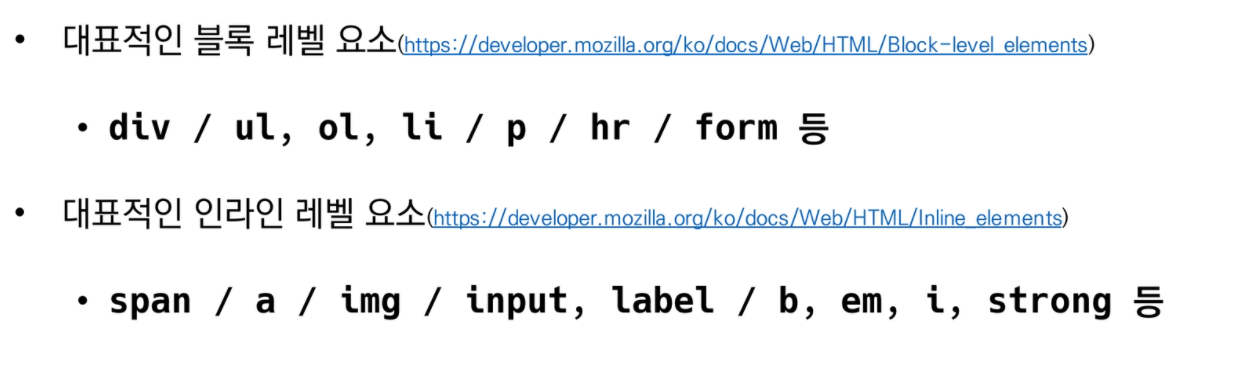 • 대표적인 블록 레벨 요소(https://developer.mozilla.org/ko/docs/Web/HTML/Block-level_elements)
• div / ul, ol, li / p / hr / form 등
• 대표적인 인라인 레벨 요소(https://developer.mozilla.org/ko/docs/Web/HTML/Inline_elements)
• span / a / img / input, label / b, em, i, strong 등